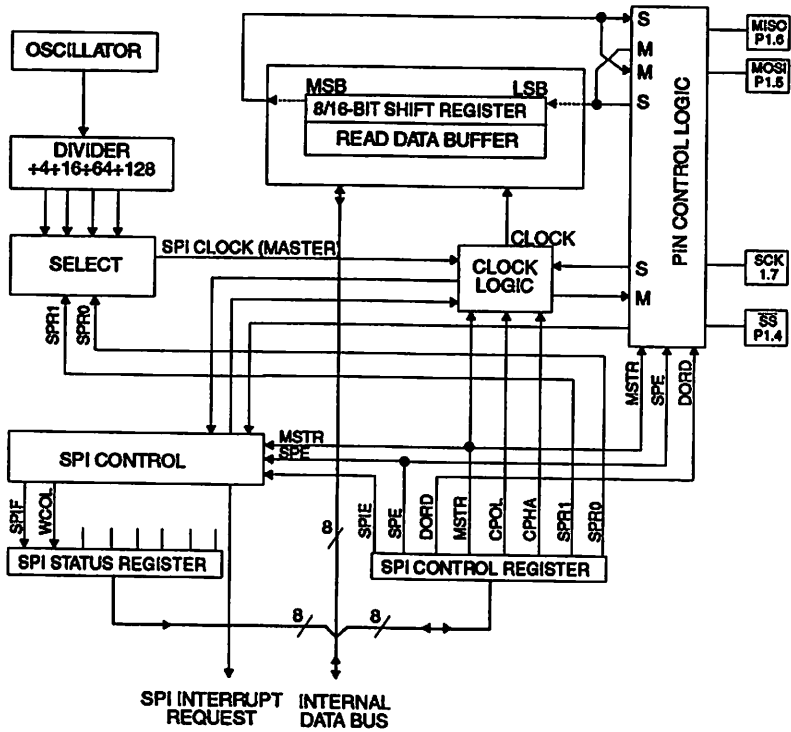 OSCILLATOR
DIVIDER
÷4÷16÷64÷128
SELECT
SPR1
SPR0
SPI CLOCK (MASTER)
MSB
LSB
8/16-BIT SHIFT REGISTER
READ DATA BUFFER
CLOCK
CLOCK
LOGIC
S
M
M
S
S
M
PIN CONTROL LOGIC
MISO
P1.6
MOSI
P1.5
SCK
1.7
SS
P1.4
MSTR
SPE
DORD
SPI CONTROL
MSTR
SPE
SPIF
WCOL
SPI STATUS REGISTER
SPIE
SPE
DORD
MSTR
CPOL
CPHA
SPR1
SPR0
SPI CONTROL REGISTER
8
8
8
SPI INTERRUPT
REQUEST
INTERNAL
DATA BUS